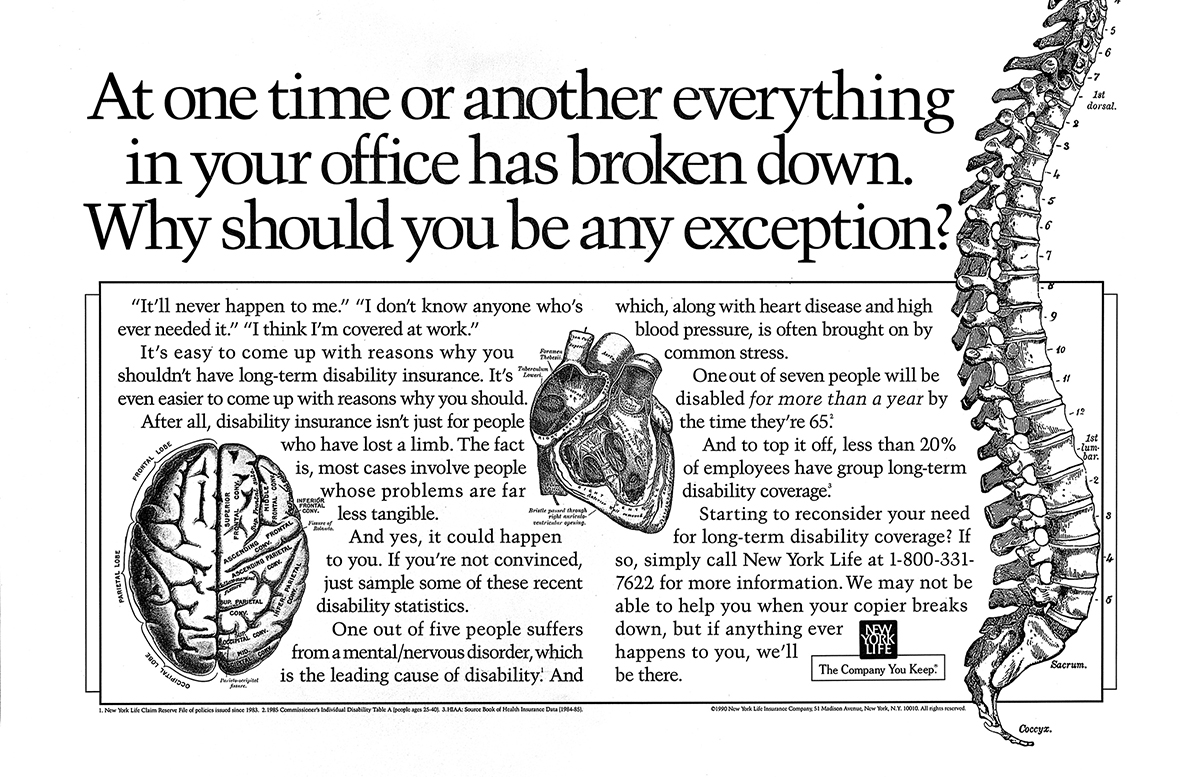 At one time or another everything
in your office has broken down.
Why should you be any exception?
“It’ll never happen to me.” “I don’t know anyone who’s
ever needed it.” “I think I’m covered at work.”
It’s easy to come up with reasons why you
shouldn’t have long-term disability insurance. It’s
even easier to come up with reasons why you should.
After all, disability insurance isn’t just for people
who have lost a limb. The fact
is, most cases involve people
whose problems are far
less tangible.
And yes, it could happen
to you. If you’re not convinced,
just sample some of these recent
disability statistics.
One out of five people suffers
from a mental/nervous disorder, which
is the leading cause of disability.¹ And
which, along with heart disease and high
blood pressure, is often brought on by
common stress.
One out of seven people will be
disabled for more than a year by
the time they’re 65.²
And to top it off, less than 20%
of employees have group long-term
disability coverage.³
Starting to reconsider your need
for long-term disability coverage? If
so, simply call New York Life at 1-800-331-
7622 for more information. We may not be
able to help you when your copier breaks
down, but if anything ever
happens to you, we’ll
be there.
NEW
YORK
LIFE
The Company You Keep.®
FRONTAL LOBE
PARIETAL LOBE
OCCIPITAL LOBE
SUPERIOR
FRONTAL CONV.
MIDDLE
FRONTAL CONV.
INFERIOR
FRONTAL
CONV.
Fissure of
Rolando.
ASCENDING FRONTAL
CONV.
ASCENDING PARIETAL
CONV.
SUP. PARIETAL
CONV.
INF. PARIETAL
CONV.
OCCIPITAL CONV.
MID.
Parieto-occipital
fissure.
Foramen
Thebesii
Tuberculum
Loweri.
Bristle passed through
right auriculo-
ventricular opening.
4
5
6
7
1st
dorsal.
2
3
4
5
6
7
8
9
10
11
12
1st
lum-
bar.
2
3
4
5
Sacrum.
Coccyx.
1. New York Life Claim Reserve File of policies issued since 1983. 2. 1985 Commissioner’s Individual Disability Table A (people ages 25-40). 3. HIAA: Source Book of Health Insurance Data (1984-85).
©1990 New York Life Insurance Company, 51 Madison Avenue, New York, N.Y. 10010. All rights reserved.